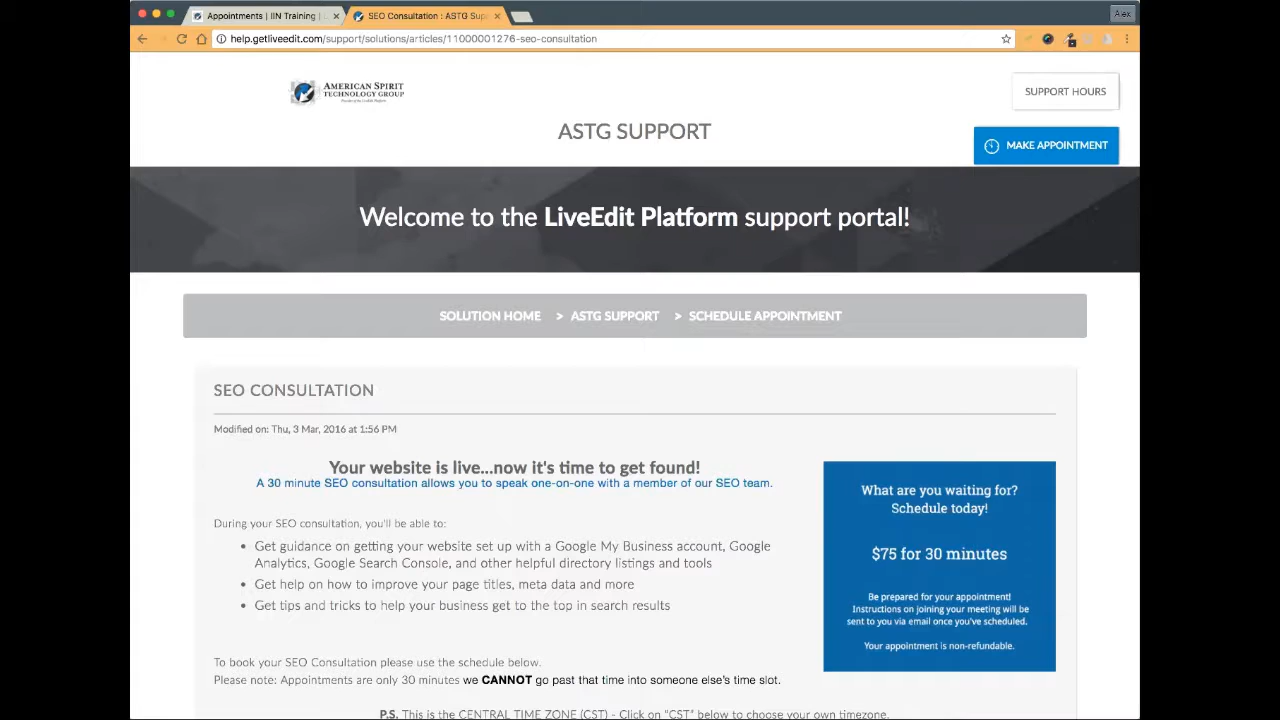 Appointments | IIN Training |
SEO Consultation : ASTG Sup
Alex
help.getliveedit.com/support/solutions/articles/11000001276-seo-consultation
AMERICAN SPIRIT
TECHNOLOGY GROUP
SUPPORT HOURS
ASTG SUPPORT
MAKE APPOINTMENT
Welcome to the LiveEdit Platform support portal!
SOLUTION HOME > ASTG SUPPORT > SCHEDULE APPOINTMENT
SEO CONSULTATION
Modified on: Thu, 3 Mar, 2016 at 1:56 PM
Your website is live...now it's time to get found!
A 30 minute SEO consultation allows you to speak one-on-one with a member of our SEO team.
During your SEO consultation, you'll be able to:
• Get guidance on getting your website set up with a Google My Business account, Google
Analytics, Google Search Console, and other helpful directory listings and tools
• Get help on how to improve your page titles, meta data and more
• Get tips and tricks to help your business get to the top in search results
What are you waiting for?
Schedule today!
$75 for 30 minutes
Be prepared for your appointment!
Instructions on joining your meeting will be
sent to you via email once you've scheduled.
Your appointment is non-refundable.
To book your SEO Consultation please use the schedule below.
Please note: Appointments are only 30 minutes we CANNOT go past that time into someone else's time slot.
P.S. This is the CENTRAL TIME ZONE (CST) - Click on "CST" below to choose your own timezone.